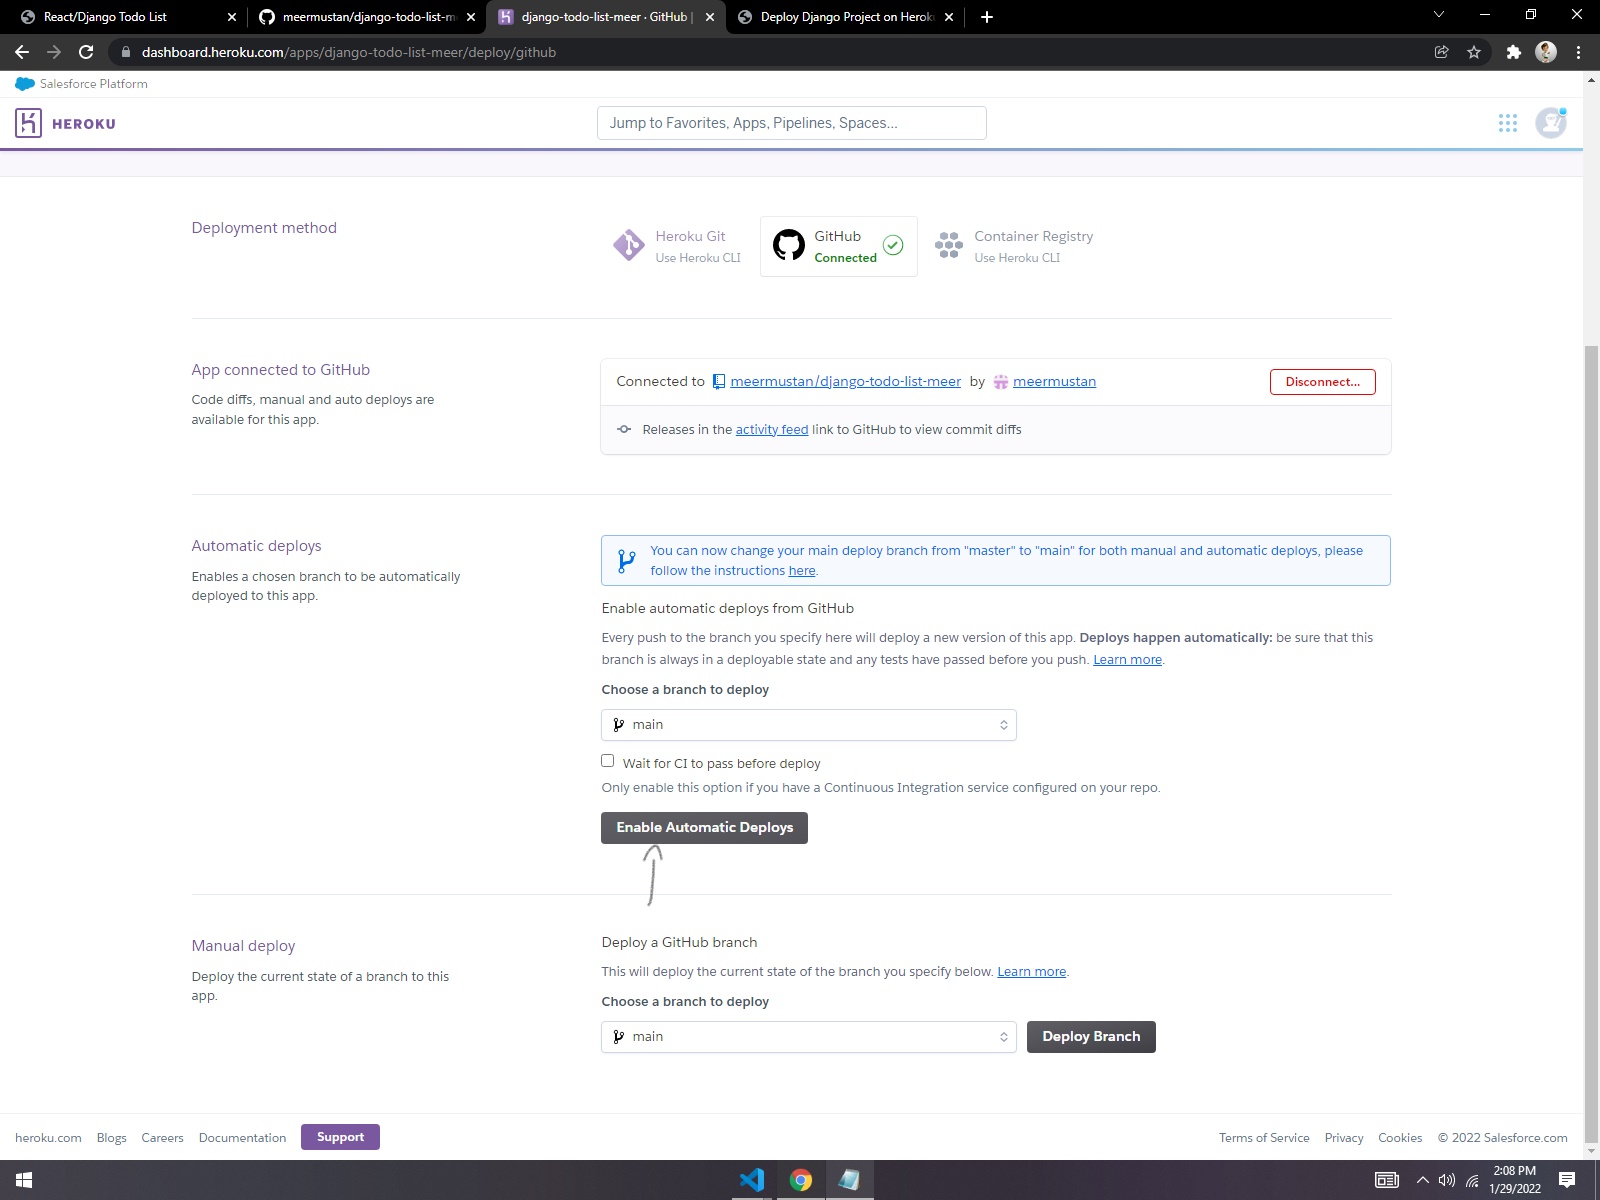 React/Django Todo List
meermustan/django-todo-list-m
django-todo-list-meer · GitHub |
Deploy Django Project on Herok
dashboard.heroku.com/apps/django-todo-list-meer/deploy/github
Salesforce Platform
HEROKU
Jump to Favorites, Apps, Pipelines, Spaces...
Deployment method
Heroku Git
Use Heroku CLI
GitHub
Connected
Container Registry
Use Heroku CLI
App connected to GitHub
Code diffs, manual and auto deploys are
available for this app.
Connected to meermustan/django-todo-list-meer by meermustan
Disconnect...
Releases in the activity feed link to GitHub to view commit diffs
Automatic deploys
Enables a chosen branch to be automatically
deployed to this app.
You can now change your main deploy branch from "master" to "main" for both manual and automatic deploys, please
follow the instructions here.
Enable automatic deploys from GitHub
Every push to the branch you specify here will deploy a new version of this app. Deploys happen automatically: be sure that this
branch is always in a deployable state and any tests have passed before you push. Learn more.
Choose a branch to deploy
main
Wait for CI to pass before deploy
Only enable this option if you have a Continuous Integration service configured on your repo.
Enable Automatic Deploys
Manual deploy
Deploy the current state of a branch to this
app.
Deploy a GitHub branch
This will deploy the current state of the branch you specify below. Learn more.
Choose a branch to deploy
main
Deploy Branch
heroku.com Blogs Careers Documentation Support
Terms of Service Privacy Cookies © 2022 Salesforce.com
2:08 PM
1/29/2022